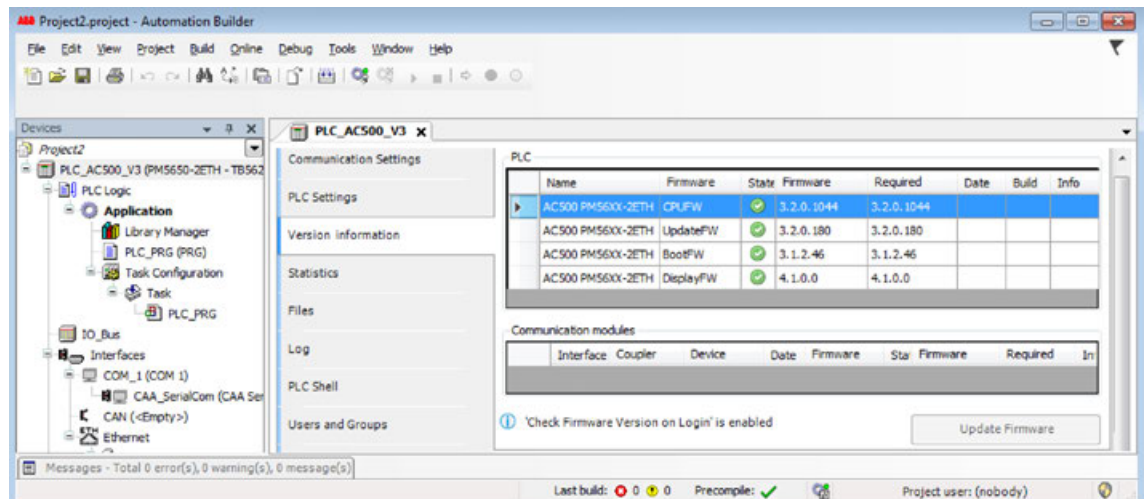 ABB Project2.project - Automation Builder
File Edit View Project Build Online Debug Tools Window Help
Devices
Project2
PLC_AC500_V3 (PM5650-2ETH - TB562
PLC Logic
Application
Library Manager
PLC_PRG (PRG)
Task Configuration
Task
PLC_PRG
IO_Bus
Interfaces
COM_1 (COM 1)
CAA_SerialCom (CAA Ser
CAN (<Empty>)
ETH Ethernet
PLC_AC500_V3
Communication Settings
PLC Settings
Version information
Statistics
Files
Log
PLC Shell
Users and Groups
PLC
Name Firmware State Firmware Required Date Build Info
AC500 PM56XX-2ETH CPUFW 3.2.0.1044 3.2.0.1044
AC500 PM56XX-2ETH UpdateFW 3.2.0.180 3.2.0.180
AC500 PM56XX-2ETH BootFW 3.1.2.46 3.1.2.46
AC500 PM56XX-2ETH DisplayFW 4.1.0.0 4.1.0.0
Communication modules
Interface Coupler Device Date Firmware Sta Firmware Required In
'Check Firmware Version on Login' is enabled
Update Firmware
Messages - Total 0 error(s), 0 warning(s), 0 message(s)
Last build: 0 0 Precompile: Project user: (nobody)